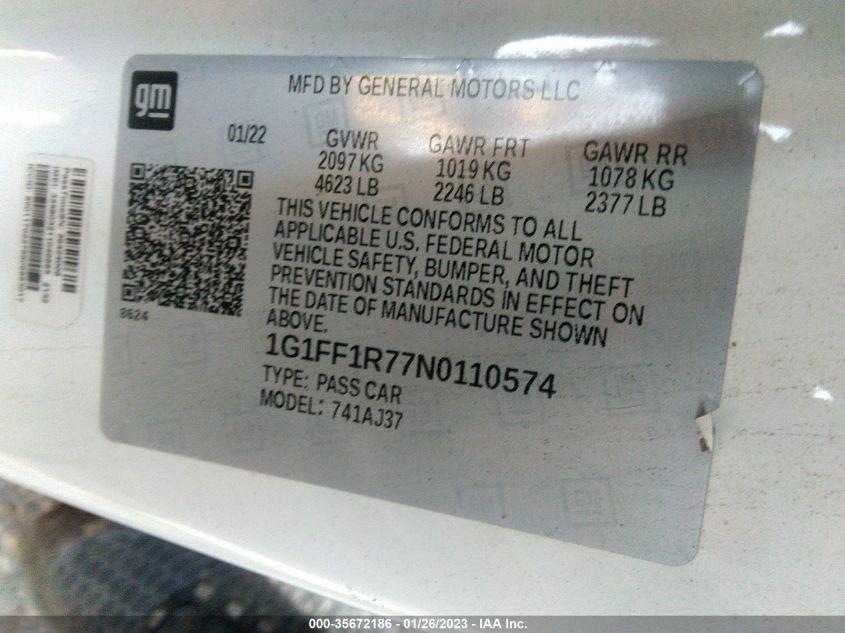 gm
MFD BY GENERAL MOTORS LLC
01/22
GVWR
2097 KG
4623 LB
GAWR FRT
1019 KG
2246 LB
GAWR RR
1078 KG
2377 LB
THIS VEHICLE CONFORMS TO ALL
APPLICABLE U.S. FEDERAL MOTOR
VEHICLE SAFETY, BUMPER, AND THEFT
PREVENTION STANDARDS IN EFFECT ON
THE DATE OF MANUFACTURE SHOWN
ABOVE.
8624
1G1FF1R77N0110574
TYPE: PASS CAR
MODEL: 741AJ37
000-35672186 - 01/26/2023 - IAA Inc.